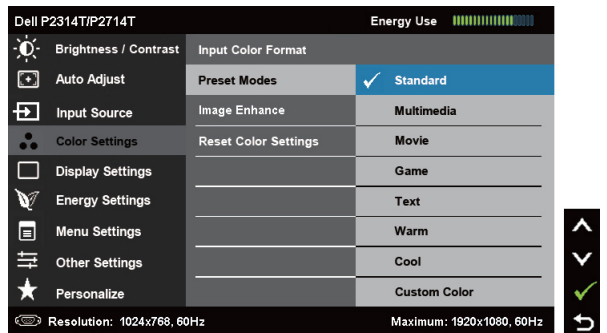 Dell P2314T/P2714T
Energy Use
Brightness / Contrast
Auto Adjust
Input Source
Color Settings
Display Settings
Energy Settings
Menu Settings
Other Settings
Personalize
Input Color Format
Preset Modes
Image Enhance
Reset Color Settings
Standard
Multimedia
Movie
Game
Text
Warm
Cool
Custom Color
Resolution: 1024x768, 60Hz
Maximum: 1920x1080, 60Hz